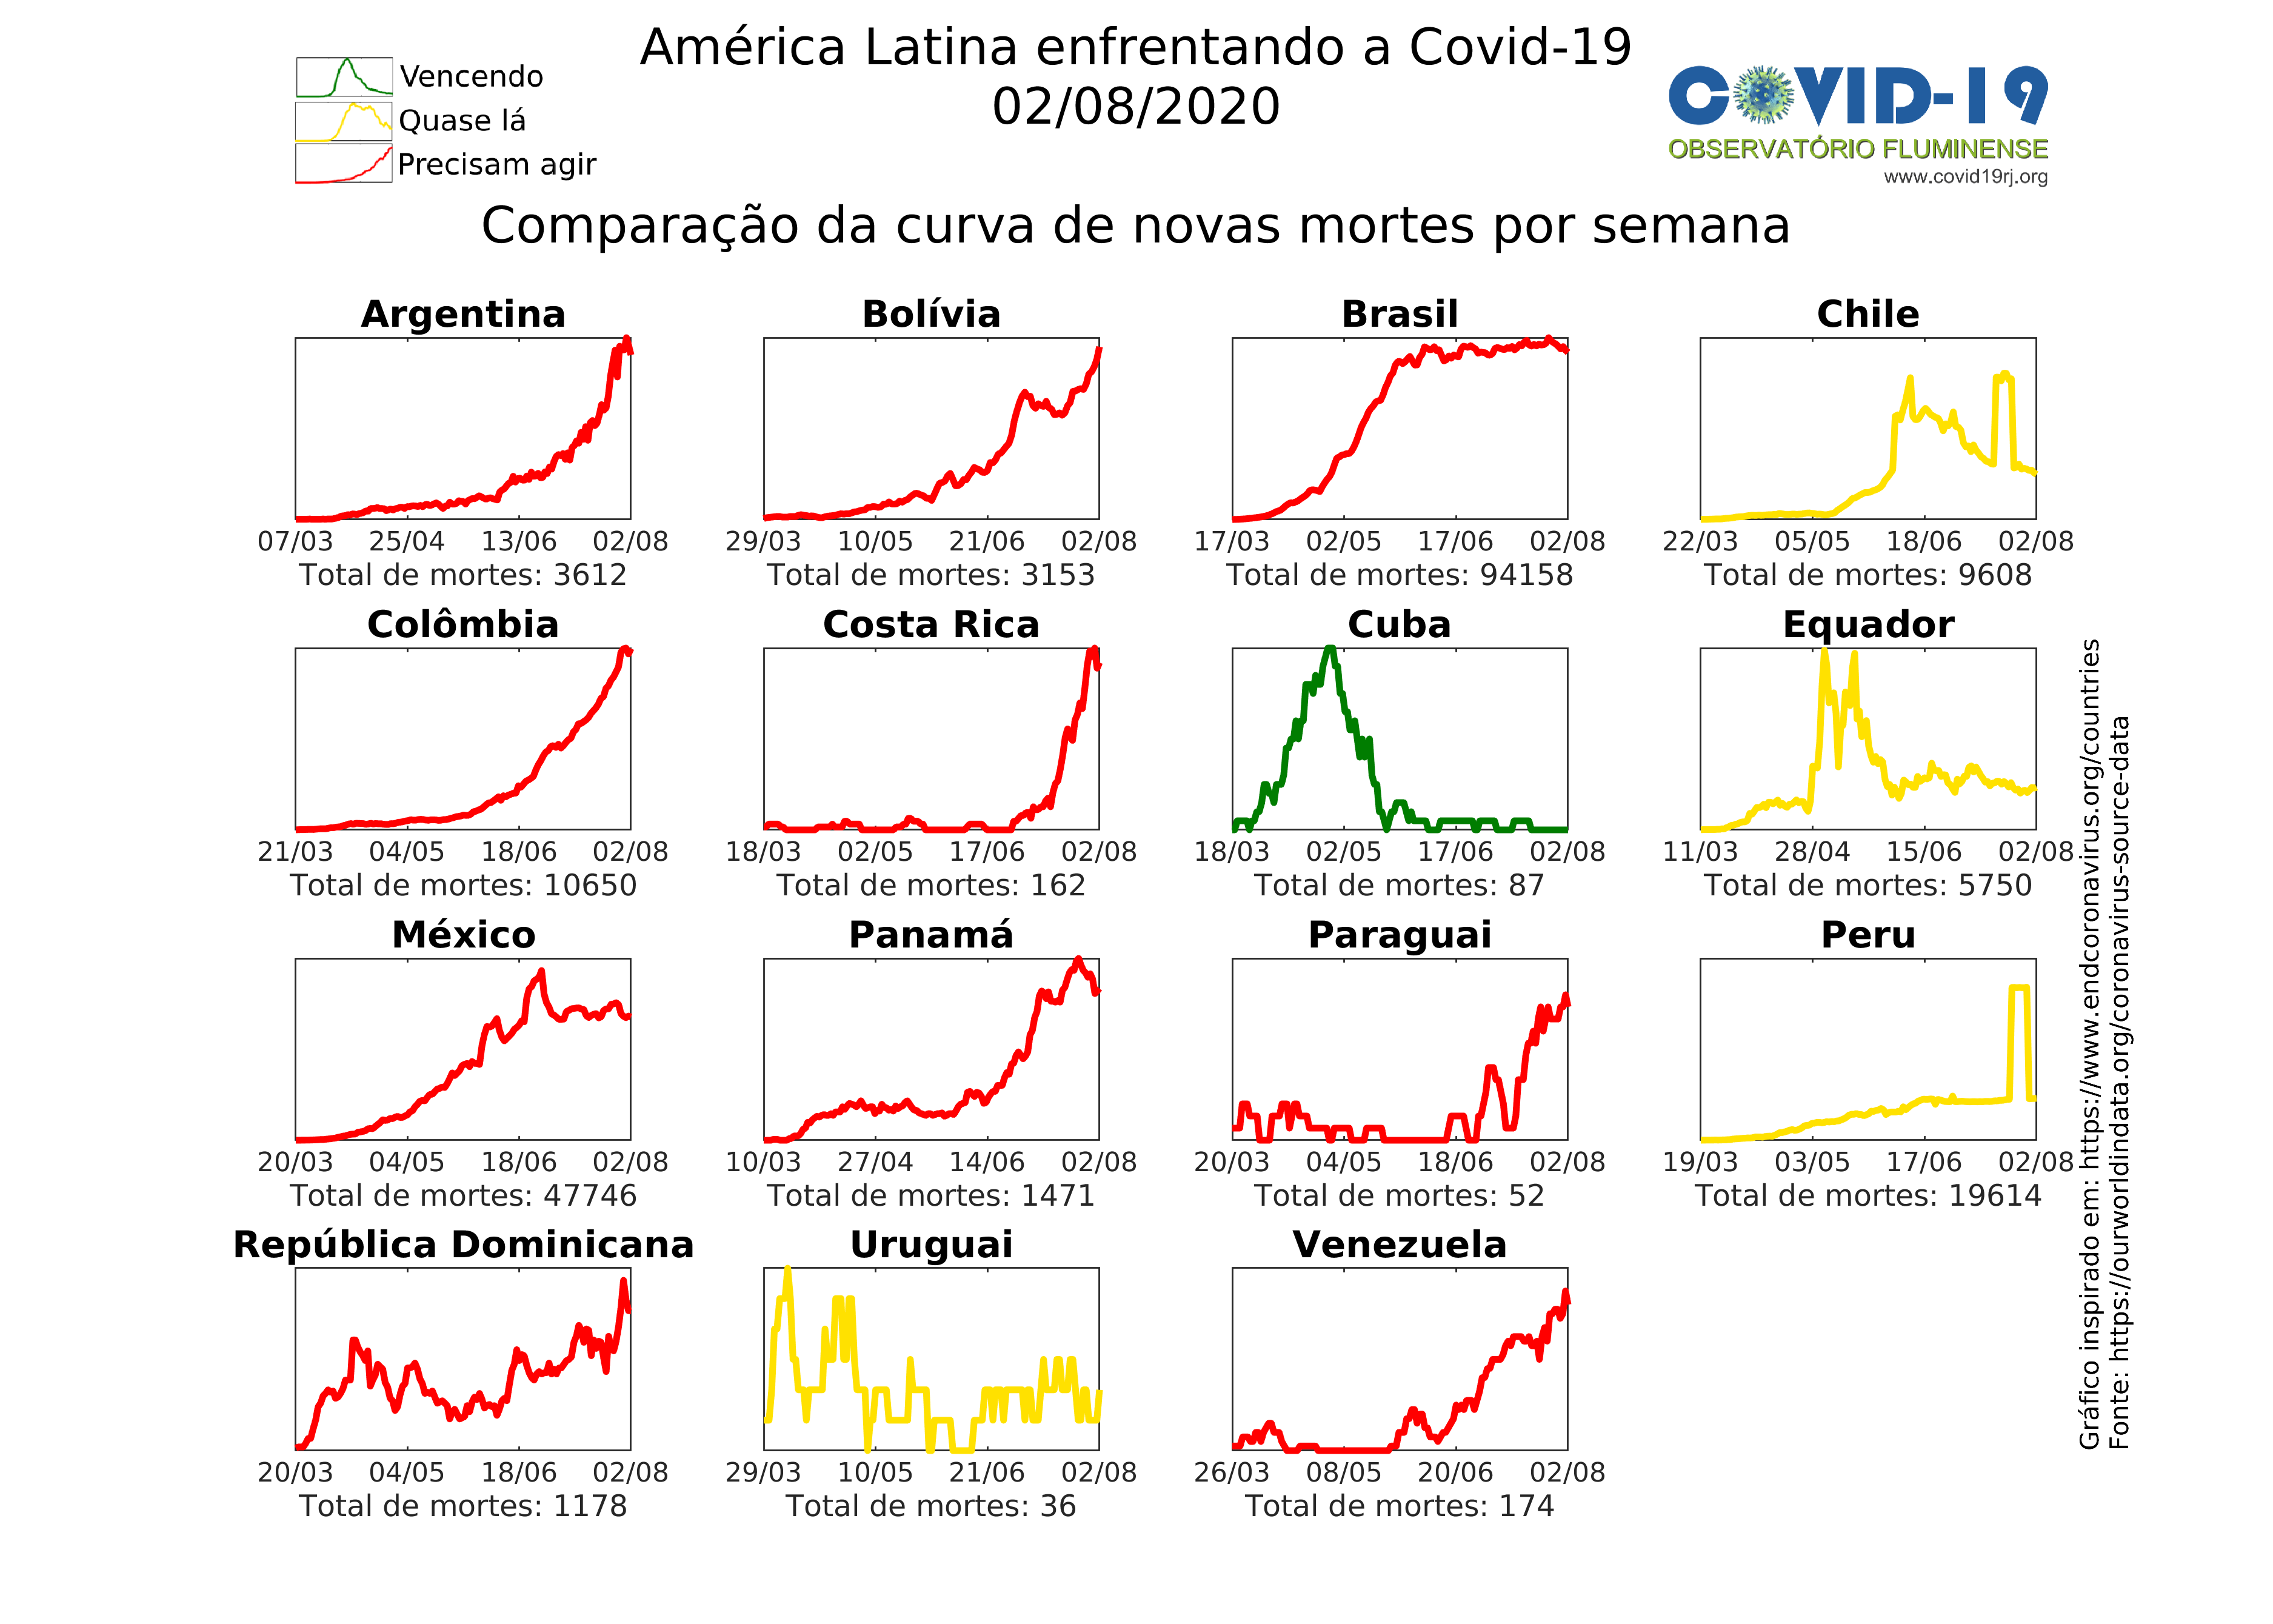 América Latina enfrentando a Covid-19
02/08/2020
Vencendo
Quase lá
Precisam agir
COVID-19
OBSERVATÓRIO FLUMINENSE
www.covid19rj.org
Comparação da curva de novas mortes por semana
Argentina
07/03 25/04 13/06 02/08
Total de mortes: 3612
Bolívia
29/03 10/05 21/06 02/08
Total de mortes: 3153
Brasil
17/03 02/05 17/06 02/08
Total de mortes: 94158
Chile
22/03 05/05 18/06 02/08
Total de mortes: 9608
Colômbia
21/03 04/05 18/06 02/08
Total de mortes: 10650
Costa Rica
18/03 02/05 17/06 02/08
Total de mortes: 162
Cuba
18/03 02/05 17/06 02/08
Total de mortes: 87
Equador
11/03 28/04 15/06 02/08
Total de mortes: 5750
México
20/03 04/05 18/06 02/08
Total de mortes: 47746
Panamá
10/03 27/04 14/06 02/08
Total de mortes: 1471
Paraguai
20/03 04/05 18/06 02/08
Total de mortes: 52
Peru
19/03 03/05 17/06 02/08
Total de mortes: 19614
República Dominicana
20/03 04/05 18/06 02/08
Total de mortes: 1178
Uruguai
29/03 10/05 21/06 02/08
Total de mortes: 36
Venezuela
26/03 08/05 20/06 02/08
Total de mortes: 174
Gráfico inspirado em: https://www.endcoronavirus.org/countries
Fonte: https://ourworldindata.org/coronavirus-source-data